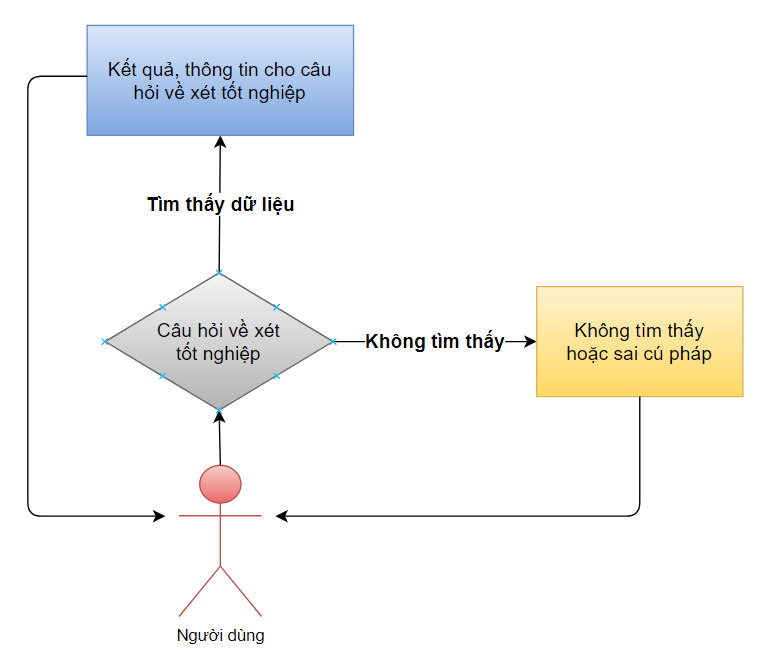 Kết quả, thông tin cho câu
hỏi về xét tốt nghiệp
Tìm thấy dữ liệu
Câu hỏi về xét
tốt nghiệp
Không tìm thấy
Không tìm thấy
hoặc sai cú pháp
Người dùng